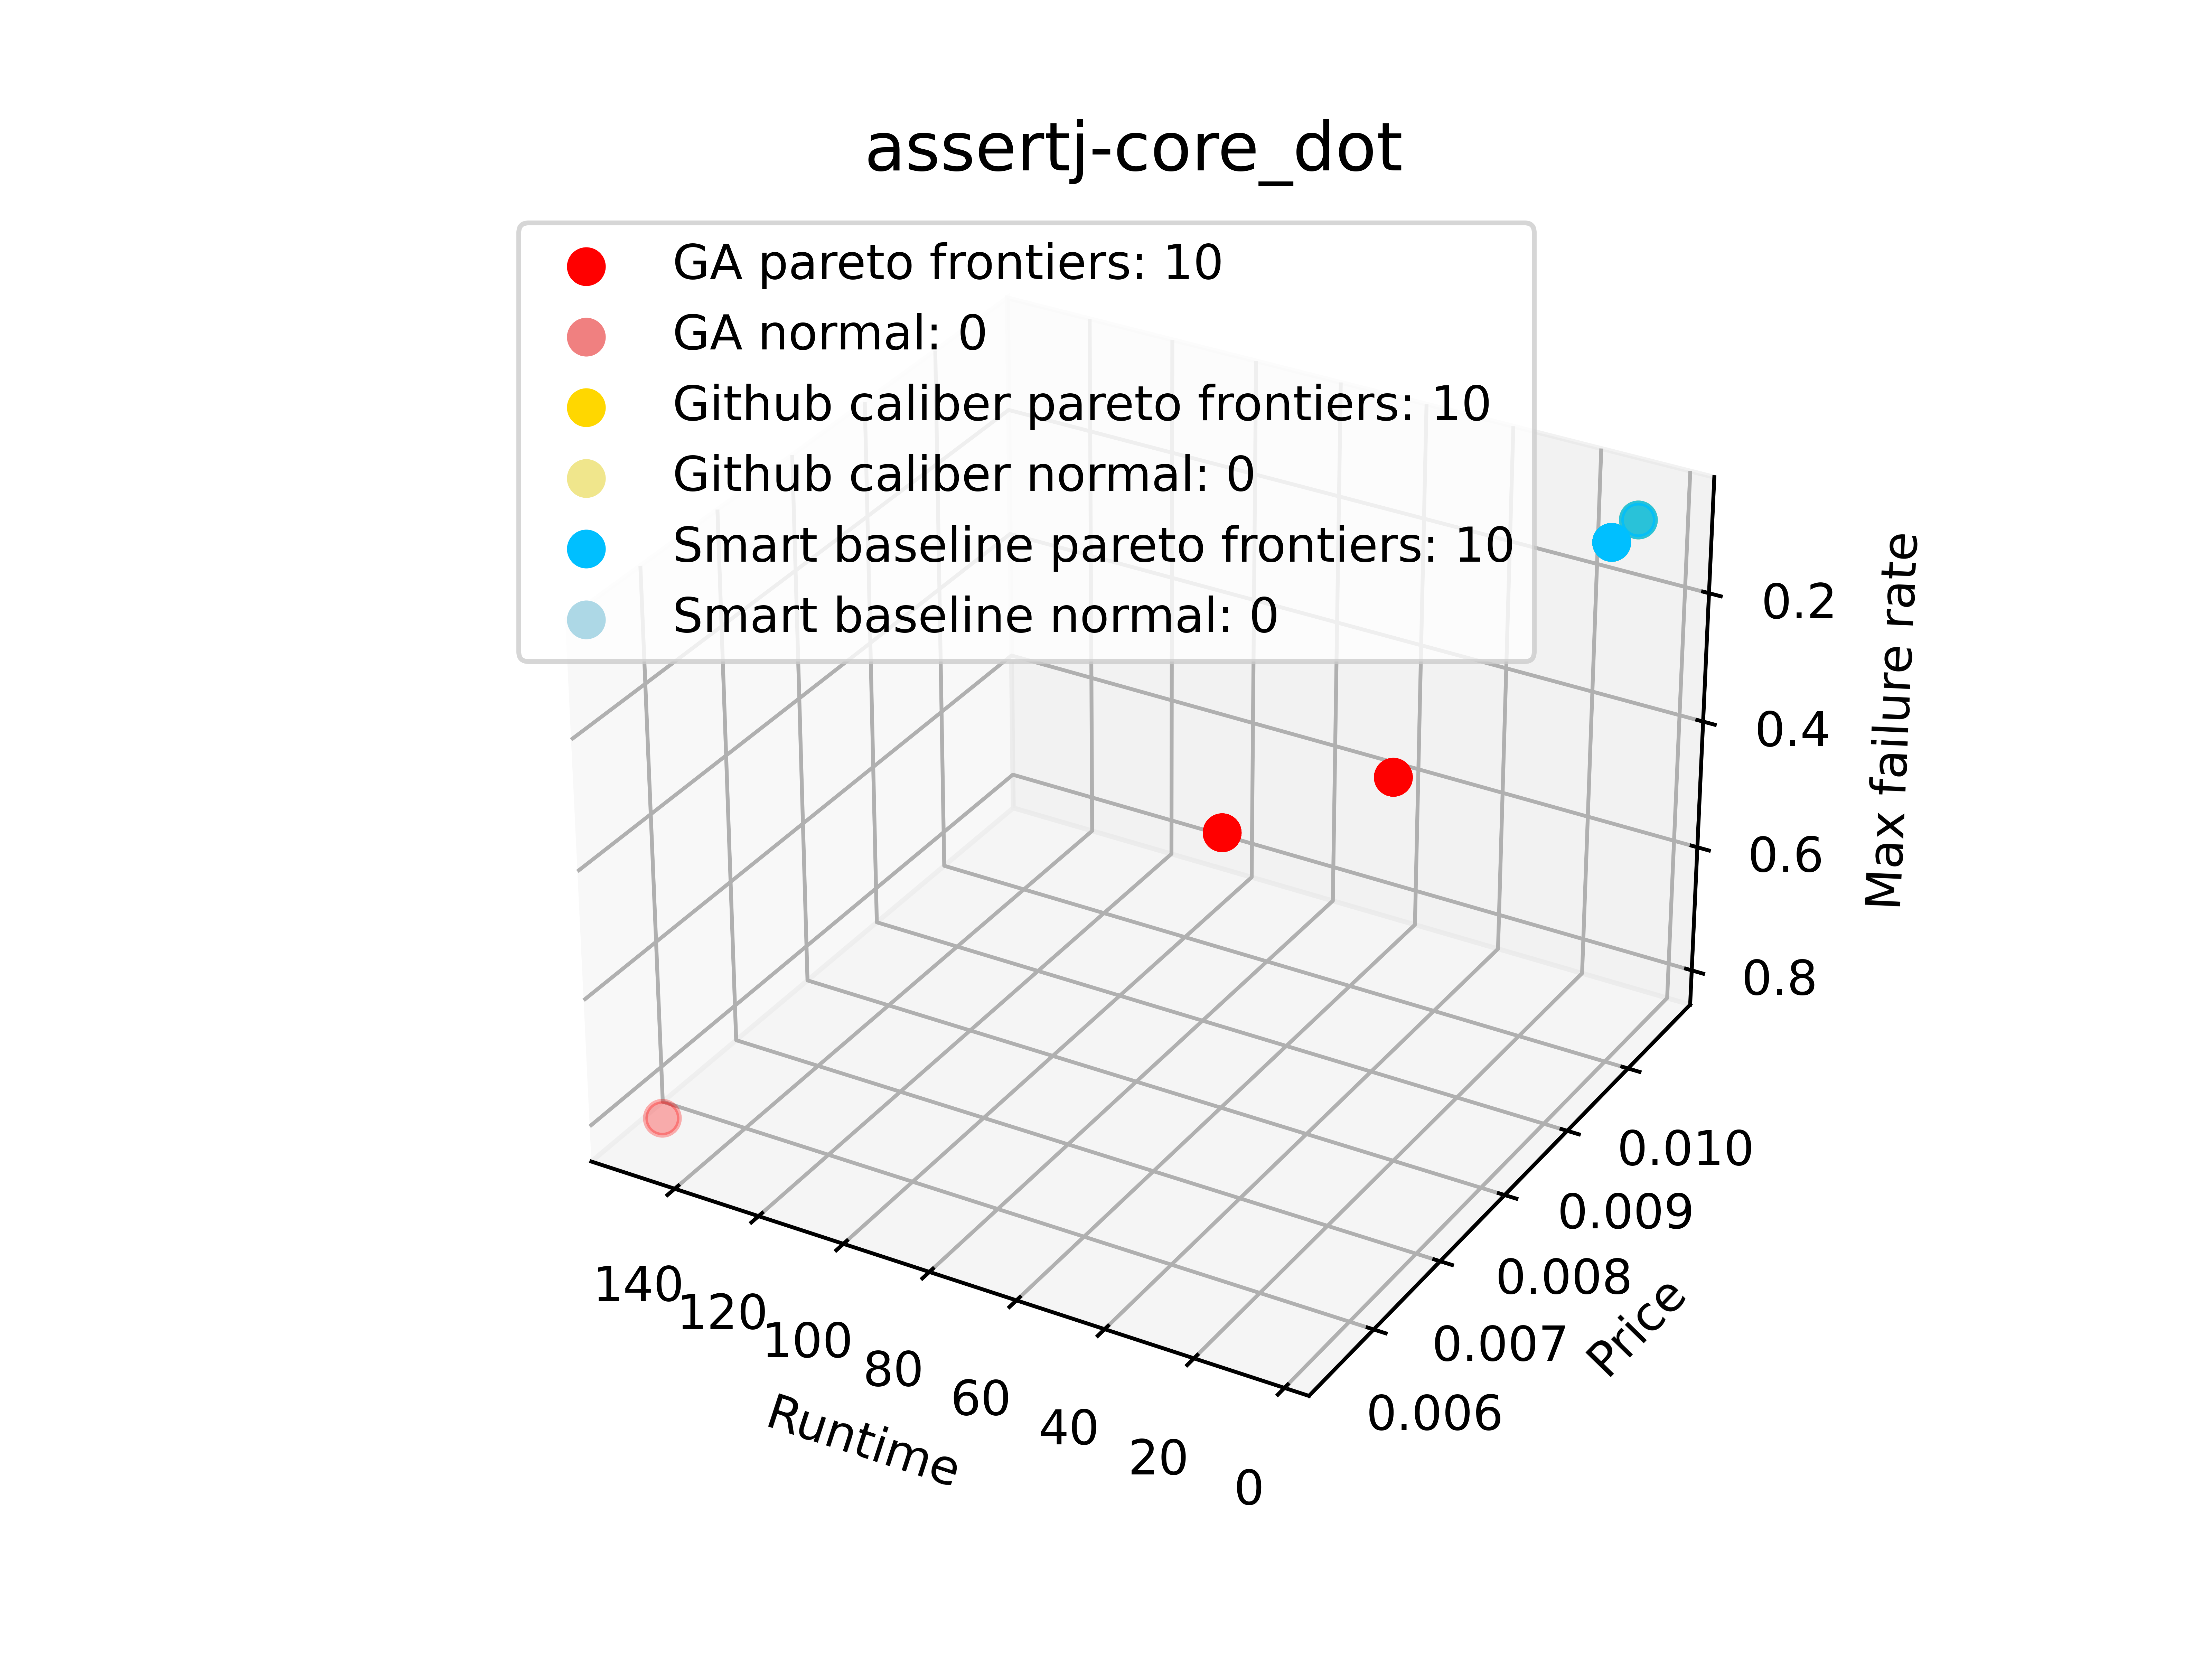 assertj-core_dot
GA pareto frontiers: 10
GA normal: 0
Github caliber pareto frontiers: 10
Github caliber normal: 0
Smart baseline pareto frontiers: 10
Smart baseline normal: 0
0.2
0.4
0.6
0.8
Max failure rate
0.010
0.009
0.008
0.007
0.006
Price
140
120
100
80
60
40
20
0
Runtime